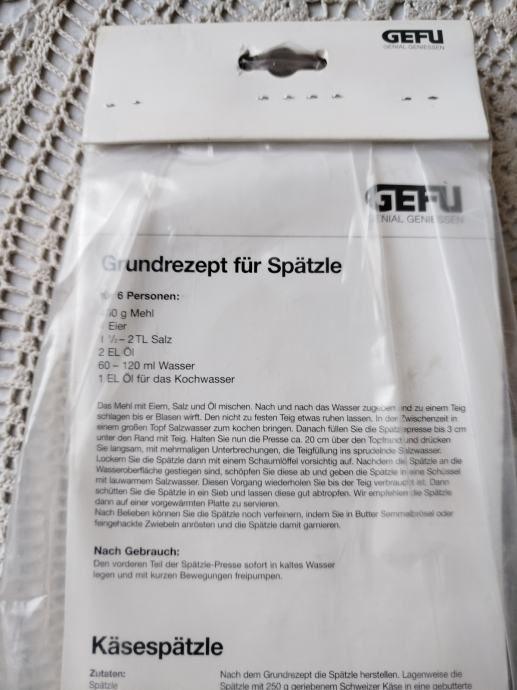 GEFU
GENIAL GENIESSEN
GEFU
GENIAL GENIESSEN
Grundrezept für Spätzle
6 Personen:
g Mehl
Eier
1 ½ – 2 TL Salz
2 EL Öl
60 – 120 ml Wasser
1 EL Öl für das Kochwasser
Das Mehl mit Eiern, Salz und Öl mischen. Nach und nach das Wasser zugeben und zu einem Teig
schlagen bis er Blasen wirft. Den nicht zu festen Teig etwas ruhen lassen. In der Zwischenzeit in
einem großen Topf Salzwasser zum kochen bringen. Danach füllen Sie die Spätzlepresse bis 3 cm
unter den Rand mit Teig. Halten Sie nun die Presse ca. 20 cm über den Topfrand und drücken
Sie langsam, mit mehrmaligen Unterbrechungen, die Teigfüllung ins sprudelnde Salzwasser.
Lockern Sie die Spätzle dann mit einem Schaumlöffel vorsichtig auf. Nachdem die Spätzle an die
Wasseroberfläche gestiegen sind, schöpfen Sie diese ab und geben die Spätzle in eine Schüssel
mit lauwarmem Salzwasser. Diesen Vorgang wiederholen Sie bis der Teig verbraucht ist. Dann
schütten Sie die Spätzle in ein Sieb und lassen diese gut abtropfen. Wir empfehlen die Spätzle
dann auf einer vorgewärmten Platte zu servieren.
Nach Belieben können Sie die Spätzle noch verfeinern, indem Sie in Butter Semmelbrösel oder
feingehackte Zwiebeln anrösten und die Spätzle damit garnieren.
Nach Gebrauch:
Den vorderen Teil der Spätzle-Presse sofort in kaltes Wasser
legen und mit kurzen Bewegungen freipumpen.
Käsespätzle
Zutaten:
Spätzle
Nach dem Grundrezept die Spätzle herstellen. Lagenweise die
Spätzle mit 250 g geriebenem Schweizer Käse in eine gebutterte